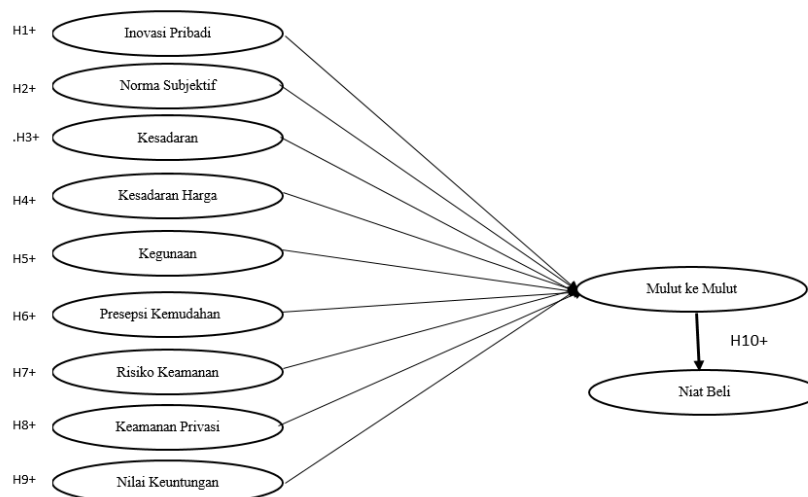 H1+ Inovasi Pribadi
H2+ Norma Subjektif
.H3+ Kesadaran
H4+ Kesadaran Harga
H5+ Kegunaan
H6+ Presepsi Kemudahan
H7+ Risiko Keamanan
H8+ Keamanan Privasi
H9+ Nilai Keuntungan
Mulut ke Mulut
H10+
Niat Beli